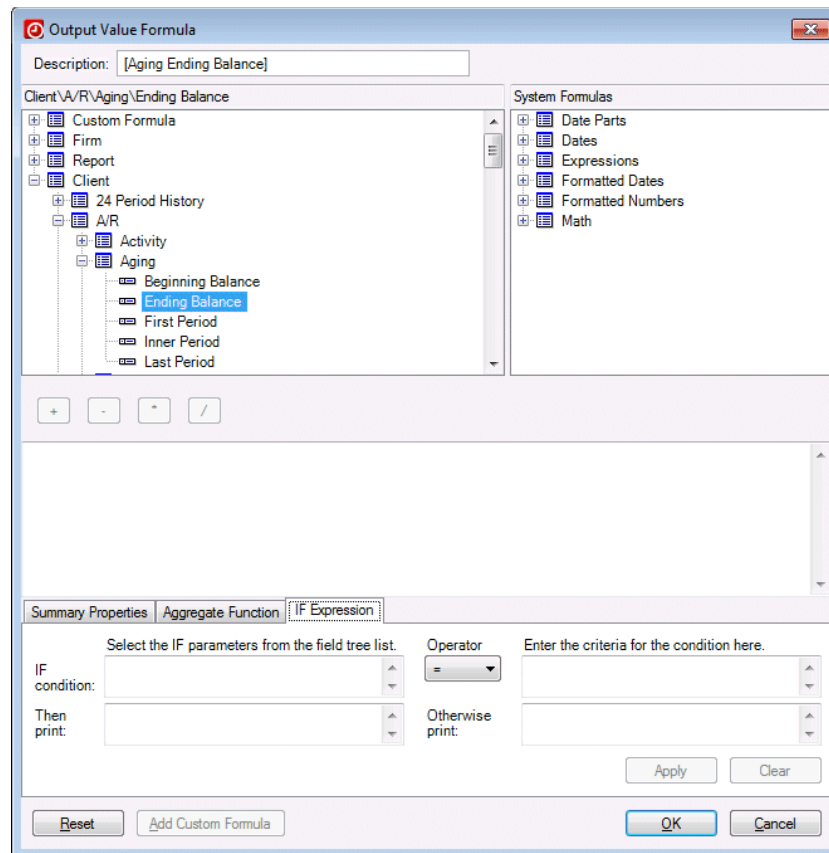 Output Value Formula
Description: [Aging Ending Balance]
Client\A/R\Aging\Ending Balance
System Formulas
Custom Formula
Firm
Report
Client
24 Period History
A/R
Activity
Aging
Beginning Balance
Ending Balance
First Period
Inner Period
Last Period
Date Parts
Dates
Expressions
Formatted Dates
Formatted Numbers
Math
+ - * /
Summary Properties Aggregate Function IF Expression
Select the IF parameters from the field tree list. Operator Enter the criteria for the condition here.
IF
condition:
=
Then
print:
Otherwise
print:
Apply Clear
Reset Add Custom Formula OK Cancel